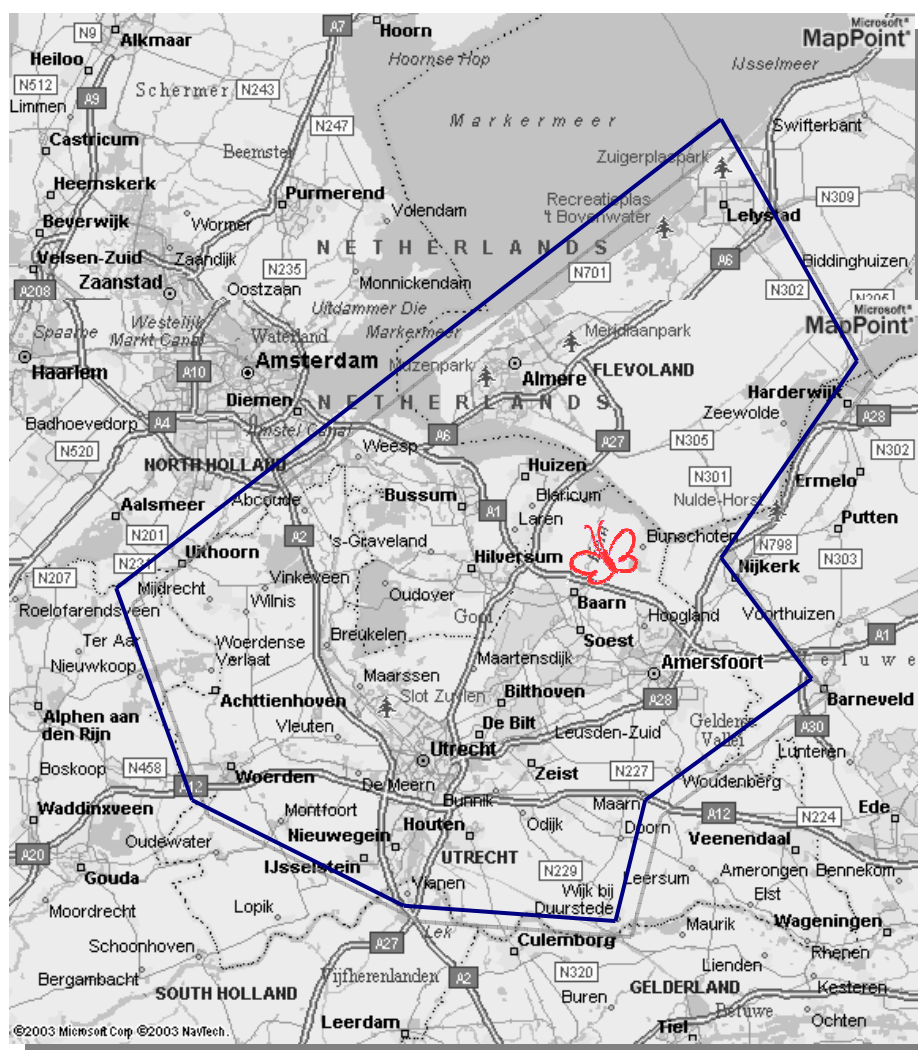 Microsoft®
MapPoint®
A7
Hoorn
N9
Alkmaar
Hoornse Hop
IJsselmeer
Heiloo
N512
Schermer
N243
A9
Limmen
N247
Markermeer
Swifterbant
Castricum
Beemster
Zuigerplaspark
Heemskerk
Purmerend
Recreatieplas
't Bovenwater
N309
Beverwijk
Wormer
Volendam
Lelystad
NETHERLANDS
Velsen-Zuid
Zaandijk
N235
A6
Biddinghuizen
N701
Zaanstad
Oostzaan
Monnickendam
N302
A208
N305
Uitdammer Die
Microsoft®
MapPoint®
Spaarne
Westelijk
Markt Canal
Waterland
Markermeer
Meridiaanpark
Haarlem
A10
Amsterdam
Muzenpark
Almere
FLEVOLAND
Harderwijk
Diemen
NETHERLANDS
Zeewolde
A28
Badhoevedorp
A4
Amstel Canal
Weesp
A6
A27
N305
N302
N520
NORTH HOLLAND
Huizen
N301
Ermelo
Aalsmeer
Abcoude
Bussum
A1
Blaricum
Nulde-Horst
Laren
Putten
N201
A2
's-Graveland
Bunschoten
N798
N303
Uithoorn
Hilversum
Nijkerk
N207
N231
Mijdrecht
Vinkeveen
Oudover
Baarn
Roelofarendsveen
Wilnis
Gooi
Hoogland
Voorthuizen
Ter Aar
Woerdense
Verlaat
Breukelen
Soest
A1
Nieuwkoop
Maartensdijk
Amersfoort
Veluwe
Maarssen
Achttienhoven
Slot Zuylen
Bilthoven
A28
Barneveld
Alphen aan
den Rijn
Vleuten
De Bilt
Leusden-Zuid
Gelderse
Vallei
A30
Lunteren
Utrecht
Boskoop
N458
Woerden
Zeist
N227
Woudenberg
A12
De Meern
Bunnik
Maarn
A12
Ede
Waddinxveen
Montfoort
Houten
Odijk
Doorn
N224
Oudewater
Nieuwegein
Veenendaal
A20
IJsselstein
UTRECHT
N229
Leersum
Amerongen
Bennekom
Gouda
Vianen
Wijk bij
Duurstede
Elst
Moordrecht
Lopik
Maurik
Wageningen
Lek
Schoonhoven
A27
Culemborg
Rhenen
Bergambacht
Vijfherenlanden
A2
N320
Lienden
SOUTH HOLLAND
Buren
GELDERLAND
Kesteren
Betuwe
Leerdam
Tiel
Ochten
©2003 Microsoft Corp ©2003 NavTech.